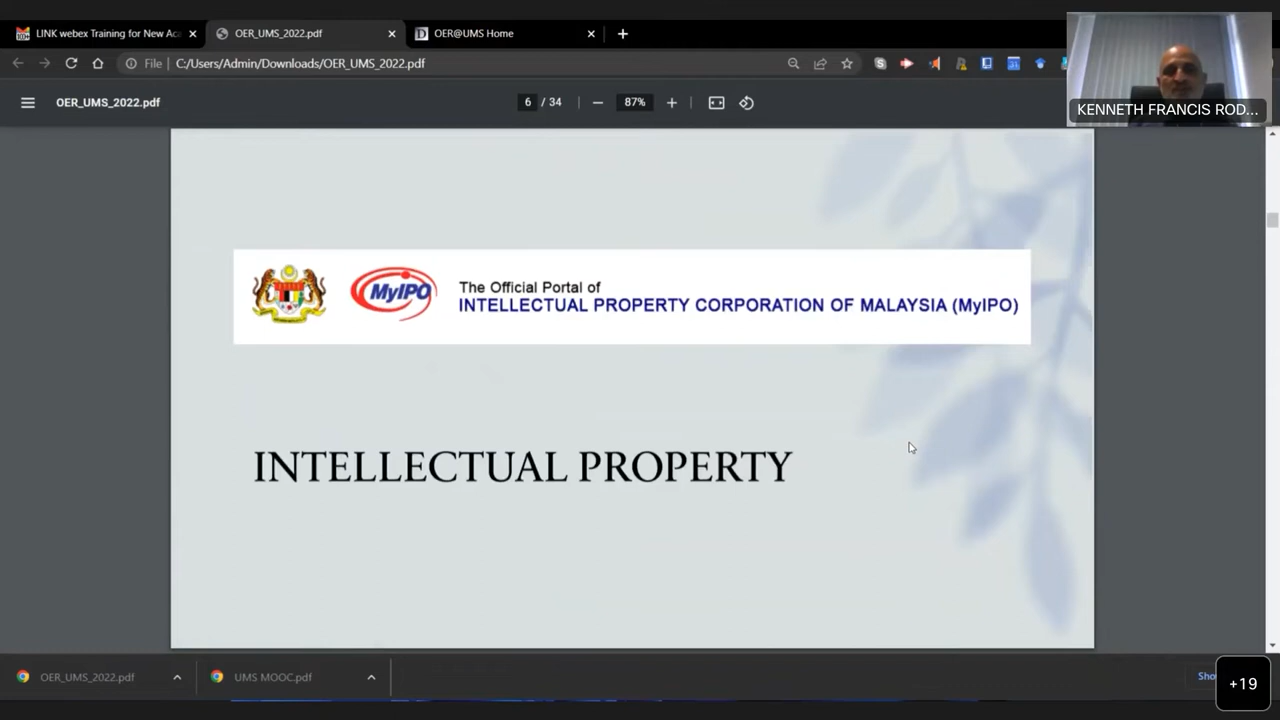 LINK webex Training for New Aca
OER_UMS_2022.pdf
OER@UMS Home
File
C:/Users/Admin/Downloads/OER_UMS_2022.pdf
OER_UMS_2022.pdf
6 / 34
87%
KENNETH FRANCIS ROD...
MyIPO
The Official Portal of
INTELLECTUAL PROPERTY CORPORATION OF MALAYSIA (MyIPO)
INTELLECTUAL PROPERTY
OER_UMS_2022.pdf
UMS MOOC.pdf
Sho
+19